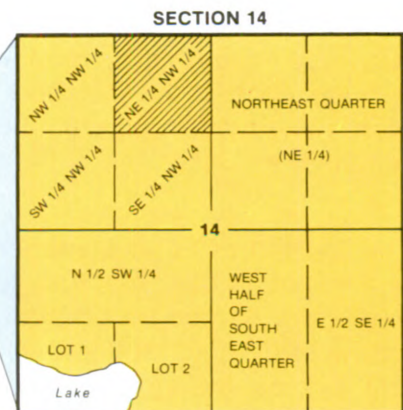 SECTION 14
NW 1/4 NW 1/4
NE 1/4 NW 1/4
NORTHEAST QUARTER
(NE 1/4)
SW 1/4 NW 1/4
SE 1/4 NW 1/4
14
N 1/2 SW 1/4
WEST
HALF
OF
SOUTH
EAST
QUARTER
E 1/2 SE 1/4
LOT 1
LOT 2
Lake